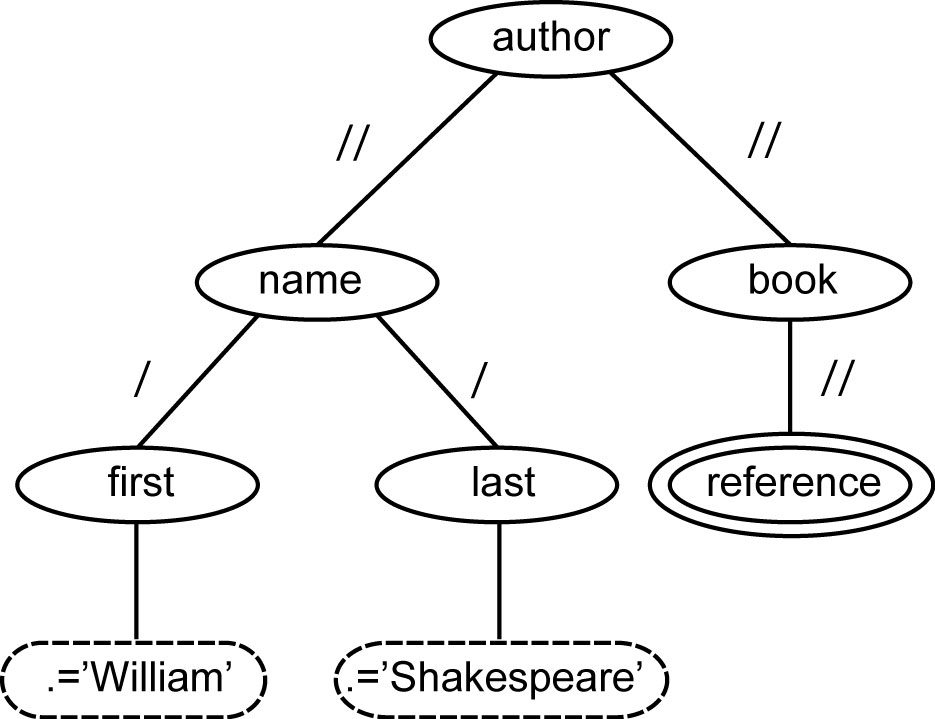 author
// //
name book
/ / //
first last reference
.=’William’ .=’Shakespeare’